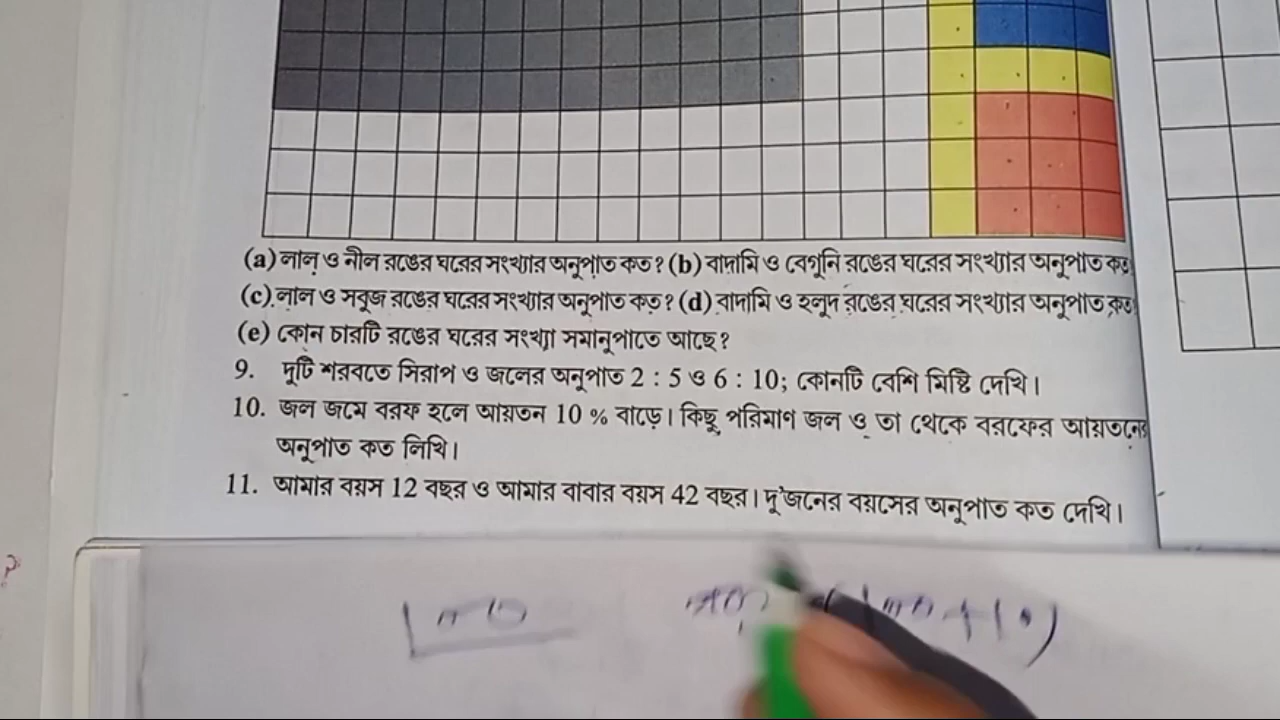 (a) লাল ও নীল রঙের ঘরের সংখ্যার অনুপাত কত? (b) বাদামি ও বেগুনি রঙের ঘরের সংখ্যার অনুপাত কত
(c) লাল ও সবুজ রঙের ঘরের সংখ্যার অনুপাত কত? (d) বাদামি ও হলুদ রঙের ঘরের সংখ্যার অনুপাত কত
(e) কোন চারটি রঙের ঘরের সংখ্যা সমানুপাতে আছে?
9. দুটি শরবতে সিরাপ ও জলের অনুপাত 2 : 5 ও 6 : 10; কোনটি বেশি মিষ্টি দেখি।
10. জল জমে বরফ হলে আয়তন 10 % বাড়ে। কিছু পরিমাণ জল ও তা থেকে বরফের আয়তনের
অনুপাত কত লিখি।
11. আমার বয়স 12 বছর ও আমার বাবার বয়স 42 বছর। দু'জনের বয়সের অনুপাত কত দেখি।
?